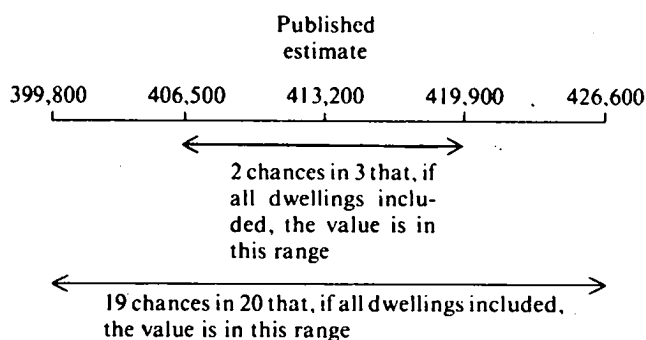 Published
estimate
399,800 406,500 413,200 419,900 426,600
2 chances in 3 that, if
all dwellings inclu-
ded, the value is in
this range
19 chances in 20 that, if all dwellings included,
the value is in this range